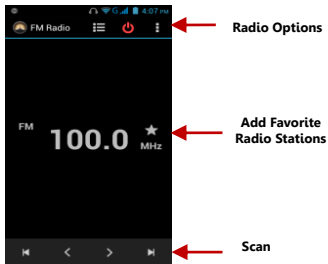 G 4:07 PM
FM Radio
Radio Options
FM
100.0
MHz
Add Favorite
Radio Stations
Scan